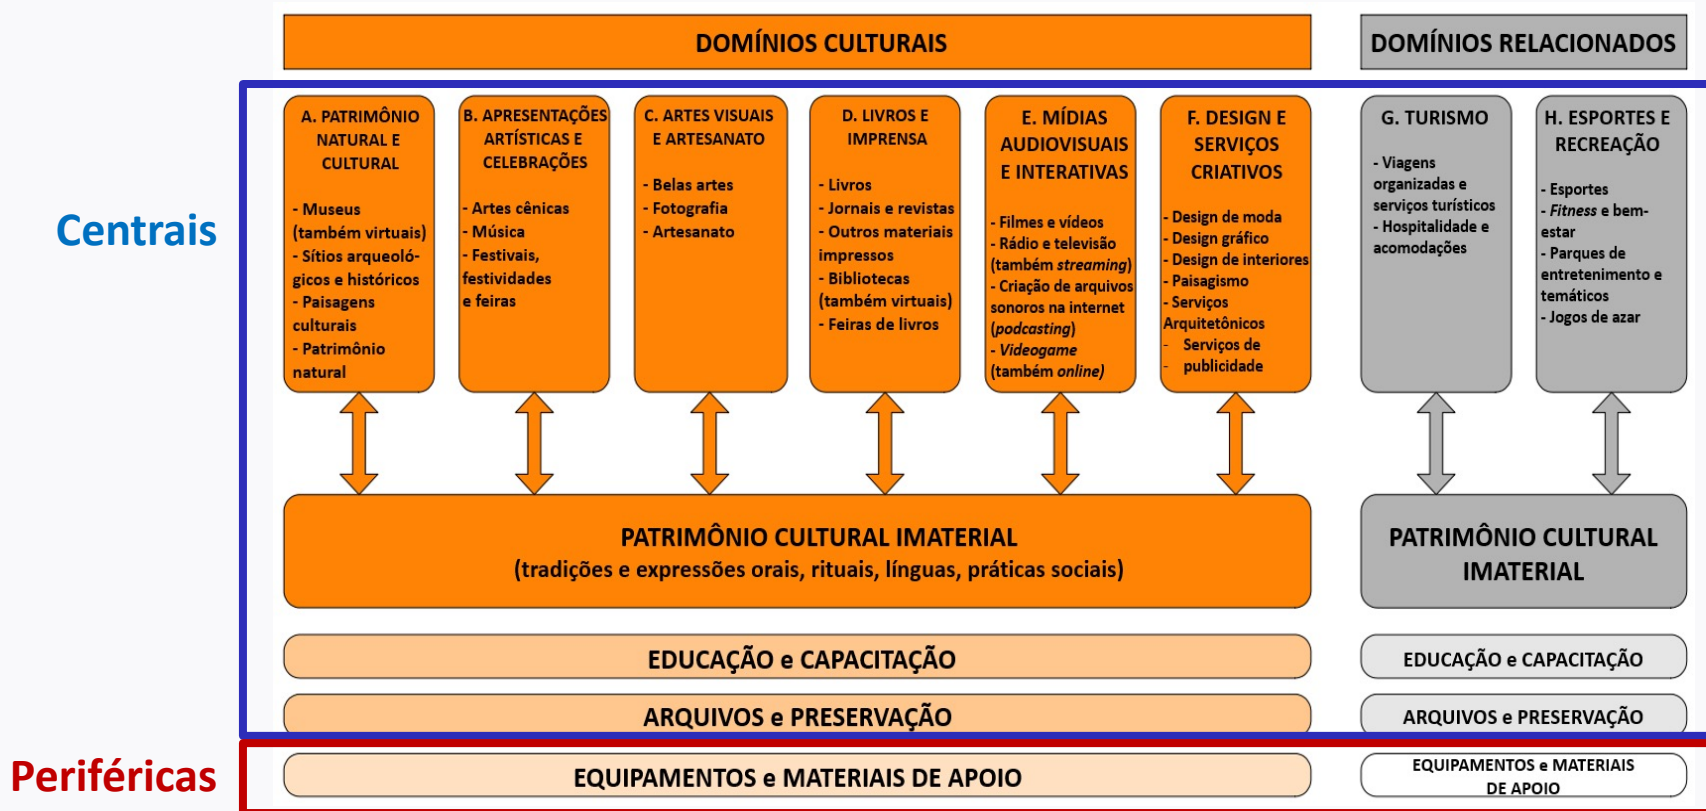 DOMÍNIOS CULTURAIS
DOMÍNIOS RELACIONADOS
Centrais
A. PATRIMÔNIO
NATURAL E
CULTURAL
- Museus
(também virtuais)
- Sítios arqueoló-
gicos e históricos
- Paisagens
culturais
- Patrimônio
natural
B. APRESENTAÇÕES
ARTÍSTICAS E
CELEBRAÇÕES
- Artes cênicas
- Música
- Festivais,
festividades
e feiras
C. ARTES VISUAIS
E ARTESANATO
- Belas artes
- Fotografia
- Artesanato
D. LIVROS E
IMPRENSA
- Livros
- Jornais e revistas
- Outros materiais
impressos
- Bibliotecas
(também virtuais)
- Feiras de livros
E. MÍDIAS
AUDIOVISUAIS
E INTERATIVAS
- Filmes e vídeos
- Rádio e televisão
(também streaming)
- Criação de arquivos
sonoros na internet
(podcasting)
- Videogame
(também online)
F. DESIGN E
SERVIÇOS
CRIATIVOS
- Design de moda
- Design gráfico
- Design de interiores
- Paisagismo
- Serviços
Arquitetônicos
- Serviços de
- publicidade
G. TURISMO
- Viagens
organizadas e
serviços turísticos
- Hospitalidade e
acomodações
H. ESPORTES E
RECREAÇÃO
- Esportes
- Fitness e bem-
estar
- Parques de
entretenimento e
temáticos
- Jogos de azar
PATRIMÔNIO CULTURAL IMATERIAL
(tradições e expressões orais, rituais, línguas, práticas sociais)
PATRIMÔNIO CULTURAL
IMATERIAL
EDUCAÇÃO e CAPACITAÇÃO
EDUCAÇÃO e CAPACITAÇÃO
ARQUIVOS e PRESERVAÇÃO
ARQUIVOS e PRESERVAÇÃO
Periféricas
EQUIPAMENTOS e MATERIAIS DE APOIO
EQUIPAMENTOS e MATERIAIS
DE APOIO